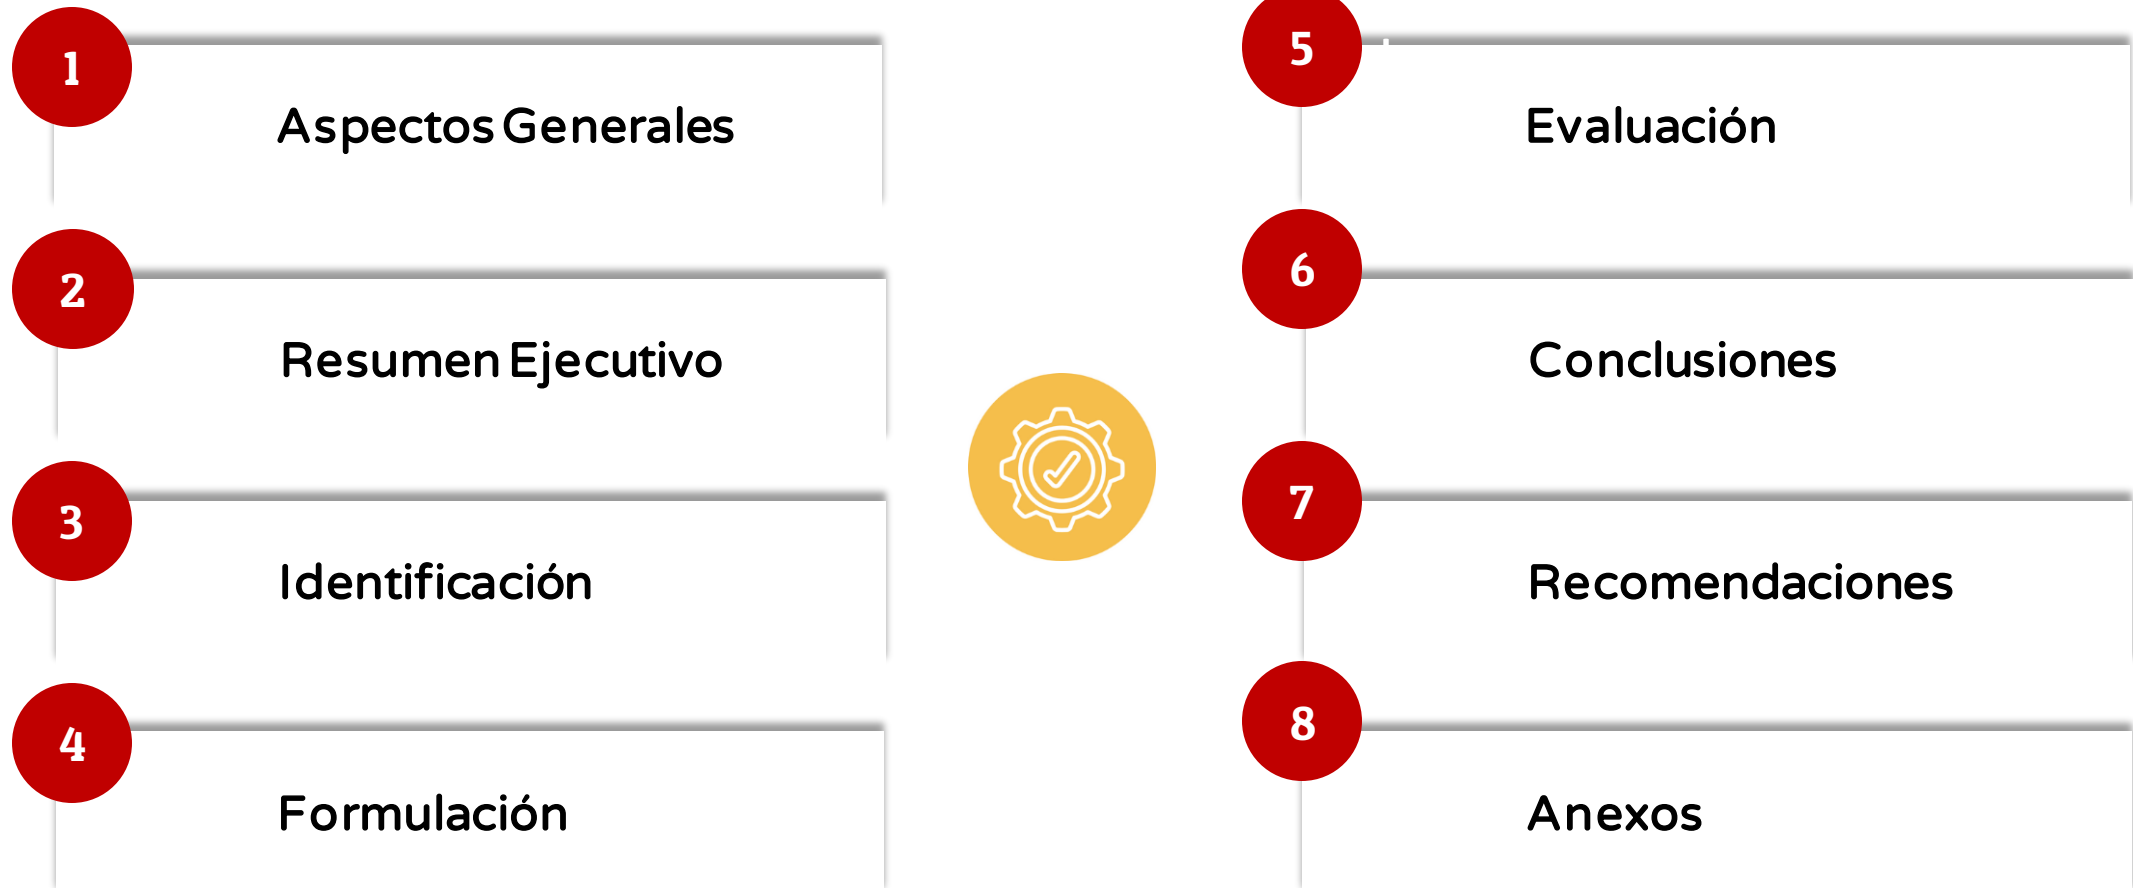 1
Aspectos Generales
2
Resumen Ejecutivo
3
Identificación
4
Formulación
5
Evaluación
6
Conclusiones
7
Recomendaciones
8
Anexos